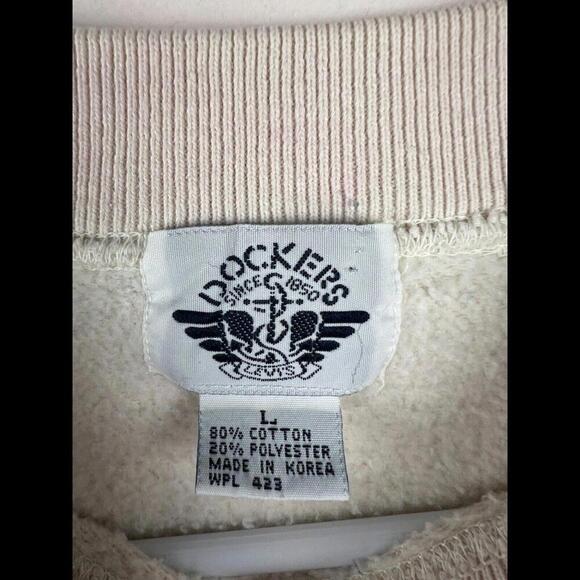 DOCKERS
SINCE 1850
LEVI'S
L
80% COTTON
20% POLYESTER
MADE IN KOREA
WPL 423